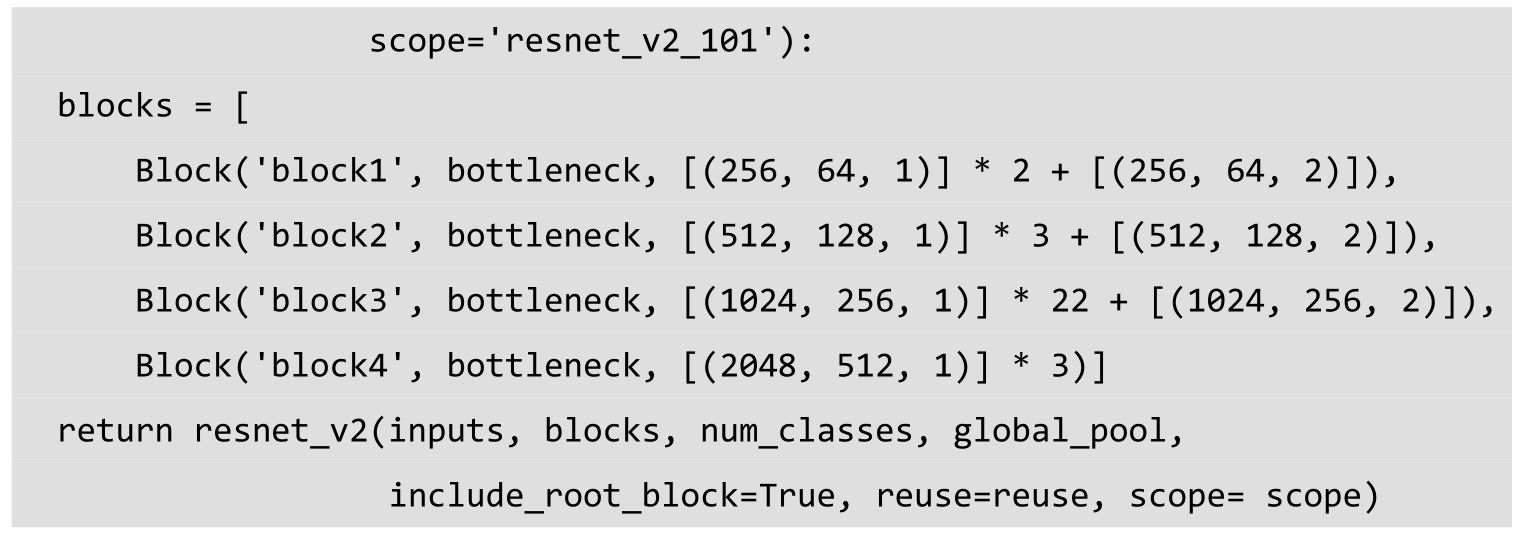 scope='resnet_v2_101'):
blocks = [
Block('block1', bottleneck, [(256, 64, 1)] * 2 + [(256, 64, 2)]),
Block('block2', bottleneck, [(512, 128, 1)] * 3 + [(512, 128, 2)]),
Block('block3', bottleneck, [(1024, 256, 1)] * 22 + [(1024, 256, 2)]),
Block('block4', bottleneck, [(2048, 512, 1)] * 3)]
return resnet_v2(inputs, blocks, num_classes, global_pool,
include_root_block=True, reuse=reuse, scope= scope)